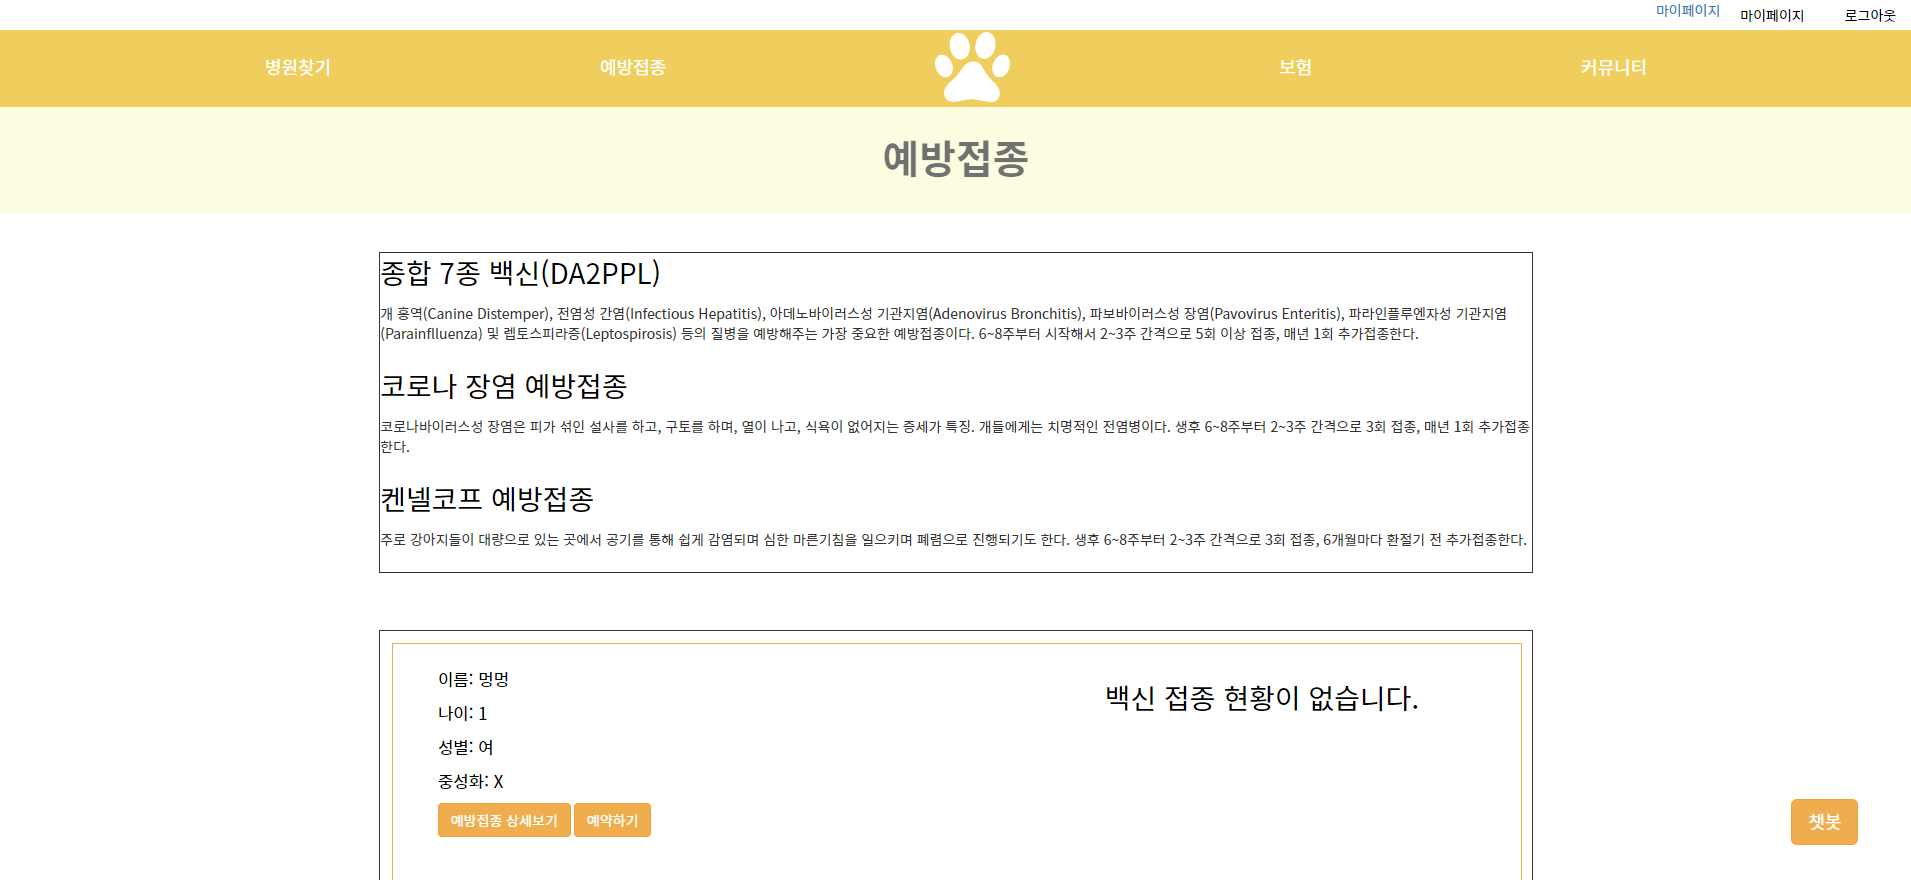 마이페이지
마이페이지 로그아웃
병원찾기 예방접종 보험 커뮤니티
예방접종
종합 7종 백신(DA2PPL)
개 홍역(Canine Distemper), 전염성 간염(Infectious Hepatitis), 아데노바이러스성 기관지염(Adenovirus Bronchitis), 파보바이러스성 장염(Pavovirus Enteritis), 파라인플루엔자성 기관지염
(Parainflluenza) 및 렙토스피라증(Leptospirosis) 등의 질병을 예방해주는 가장 중요한 예방접종이다. 6~8주부터 시작해서 2~3주 간격으로 5회 이상 접종, 매년 1회 추가접종한다.
코로나 장염 예방접종
코로나바이러스성 장염은 피가 섞인 설사를 하고, 구토를 하며, 열이 나고, 식욕이 없어지는 증세가 특징. 개들에게는 치명적인 전염병이다. 생후 6~8주부터 2~3주 간격으로 3회 접종, 매년 1회 추가접종
한다.
켄넬코프 예방접종
주로 강아지들이 대량으로 있는 곳에서 공기를 통해 쉽게 감염되며 심한 마른기침을 일으키며 폐렴으로 진행되기도 한다. 생후 6~8주부터 2~3주 간격으로 3회 접종, 6개월마다 환절기 전 추가접종한다.
이름: 멍멍
나이: 1
성별: 여
중성화: X
예방접종 상세보기 예약하기
백신 접종 현황이 없습니다.
챗봇